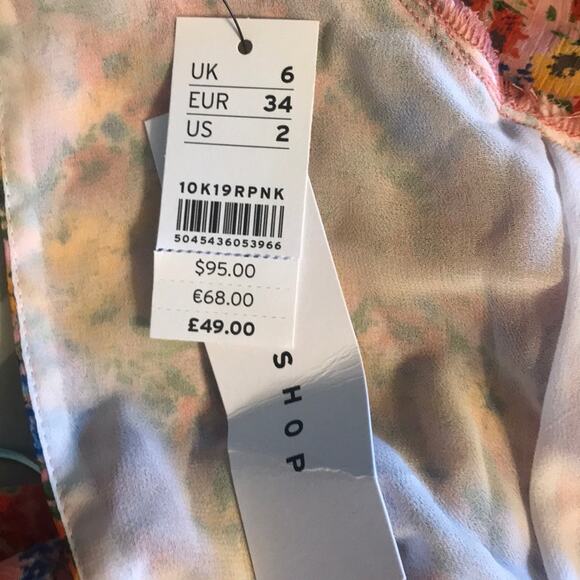 UK 6
EUR 34
US 2
10K19RPNK
5045436053966
$95.00
€68.00
£49.00
SHOP